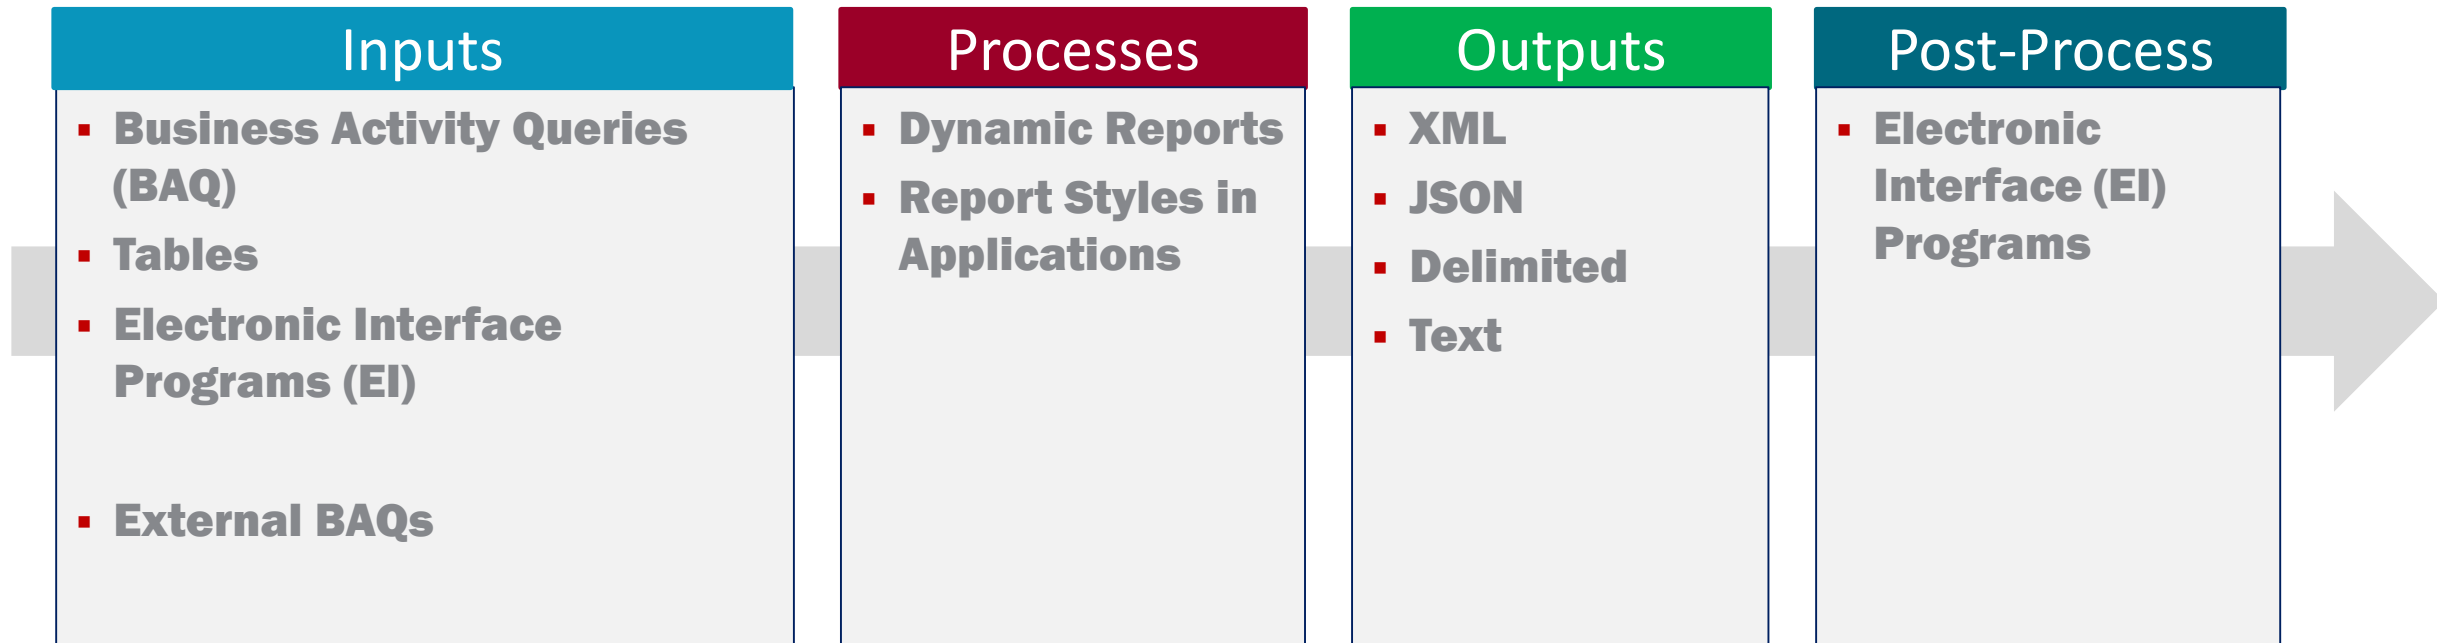 Inputs
Business Activity Queries
(BAQ)
Tables
Electronic Interface
Programs (EI)
External BAQs
Processes
Dynamic Reports
Report Styles in
Applications
Outputs
XML
JSON
Delimited
Text
Post-Process
Electronic
Interface (EI)
Programs